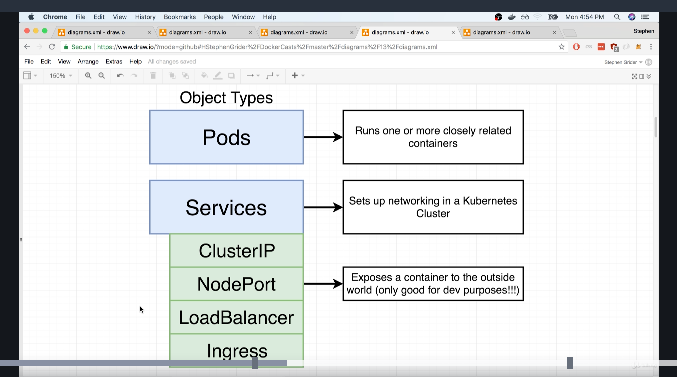 Chrome File Edit View History Bookmarks People Window Help
Mon 4:54 PM
diagrams.xml - draw.io
diagrams.xml - draw.io
diagrams.xml - draw.io
diagrams.xml - draw.io
diagrams.xml - draw.io
Stephen
Secure https://www.draw.io/?mode=github#HStephenGrider%2FDockerCasts%2Fmaster%2Fdiagrams%2F13%2Fdiagrams.xml
File Edit View Arrange Extras Help All changes saved
Stephen Grider
160%
Object Types
Pods
Runs one or more closely related
containers
Services
Sets up networking in a Kubernetes
Cluster
ClusterIP
NodePort
Exposes a container to the outside
world (only good for dev purposes!!!)
LoadBalancer
Ingress